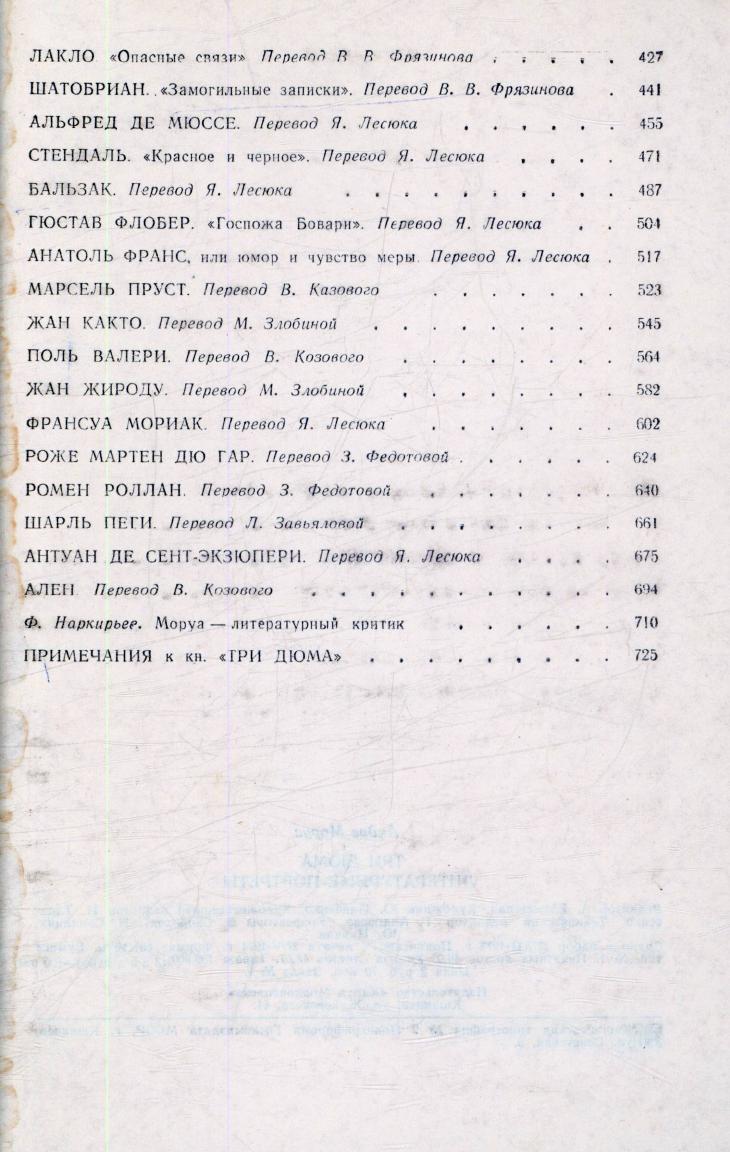 ЛАКЛО «Опасные связи» Перевод В В Фрязинова . . . . . 427
ШАТОБРИАН. «Замогильные записки». Перевод В. В. Фрязинова . 441
АЛЬФРЕД ДЕ МЮССЕ. Перевод Я. Лесюка . . . . . . 455
СТЕНДАЛЬ. «Красное и черное». Перевод Я. Лесюка . . . . 471
БАЛЬЗАК. Перевод Я. Лесюка . . . . . . . . . . 487
ГЮСТАВ ФЛОБЕР. «Госпожа Бовари». Перевод Я. Лесюка . . 504
АНАТОЛЬ ФРАНС, или юмор и чувство меры. Перевод Я. Лесюка . 517
МАРСЕЛЬ ПРУСТ. Перевод В. Казового . . . . . . . 523
ЖАН КАКТО. Перевод М. Злобиной . . . . . . . . . 545
ПОЛЬ ВАЛЕРИ. Перевод В. Козового . . . . . . . . 564
ЖАН ЖИРОДУ. Перевод М. Злобиной . . . . . . . . 582
ФРАНСУА МОРИАК. Перевод Я. Лесюка . . . . . . . 602
РОЖЕ МАРТЕН ДЮ ГАР. Перевод З. Федотовой . . . . . . 624
РОМЕН РОЛЛАН. Перевод З. Федотовой . . . . . . . 640
ШАРЛЬ ПЕГИ. Перевод Л. Завьяловой . . . . . . . . 661
АНТУАН ДЕ СЕНТ-ЭКЗЮПЕРИ. Перевод Я. Лесюка . . . . 675
АЛЕН Перевод В. Козового . . . . . . . . . . . 694
Ф. Наркирьер. Моруа — литературный критик . . . . . . 710
ПРИМЕЧАНИЯ к кн. «ТРИ ДЮМА» . . . . . . . . . 725